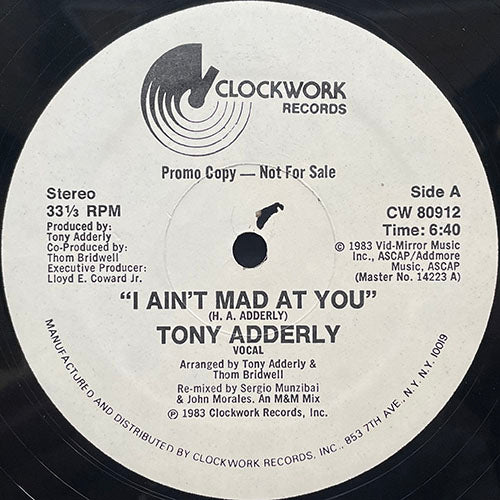 CLOCKWORK
RECORDS
Promo Copy — Not For Sale
Stereo
33⅓ RPM
Produced by:
Tony Adderly
Co-Produced by:
Thom Bridwell
Executive Producer:
Lloyd E. Coward Jr.
Side A
CW 80912
Time: 6:40
© 1983 Vid-Mirror Music
Inc., ASCAP/Addmore
Music, ASCAP
(Master No. 14223 A)
"I AIN'T MAD AT YOU"
(H. A. ADDERLY)
TONY ADDERLY
VOCAL
Arranged by Tony Adderly &
Thom Bridwell
Re-mixed by Sergio Munzibai
& John Morales. An M&M Mix
℗ 1983 Clockwork Records, Inc.
MANUFACTURED AND DISTRIBUTED BY CLOCKWORK RECORDS, INC., 853 7TH AVE., N.Y. N.Y. 10019